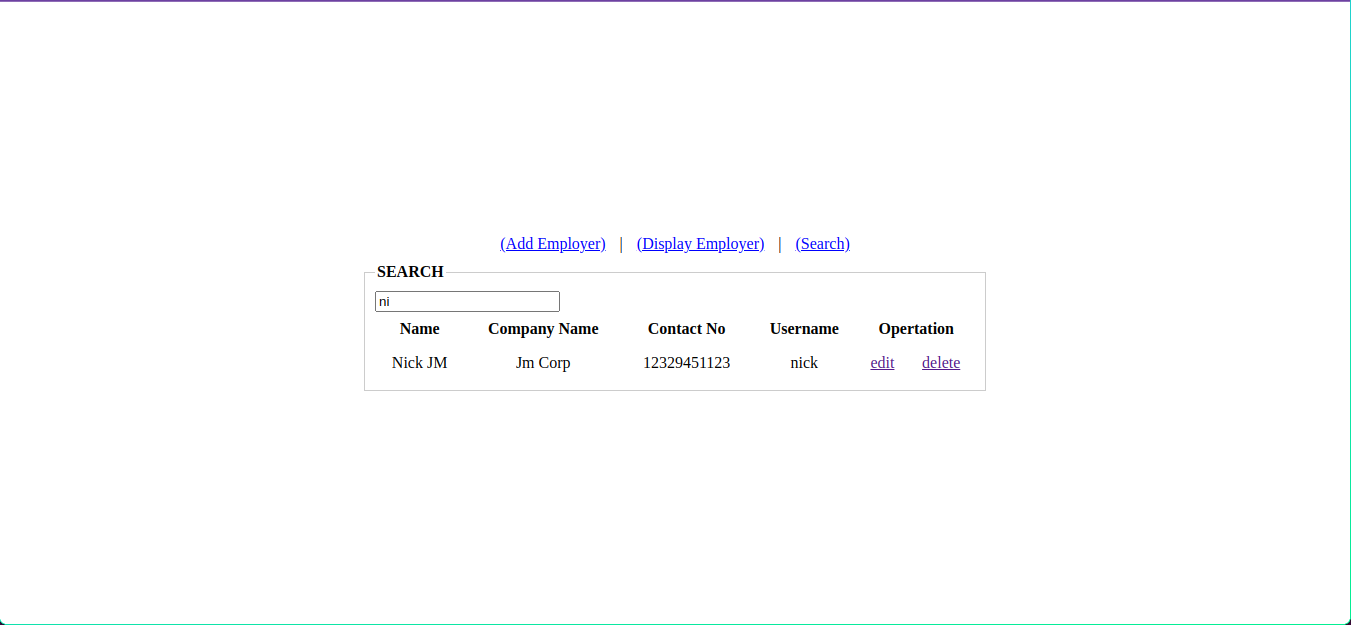 (Add Employer) | (Display Employer) | (Search)
SEARCH
ni
Name Company Name Contact No Username Opertation
Nick JM Jm Corp 12329451123 nick edit delete